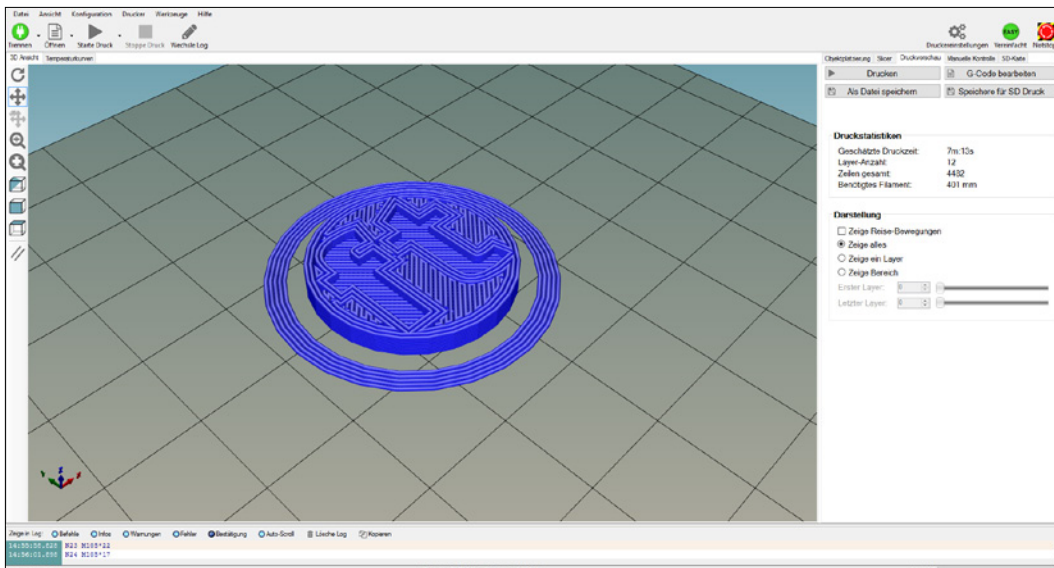 Datei Ansicht Konfiguration Drucker Werkzeuge Hilfe
Trennen Öffnen Starte Druck Stoppe Druck Wechsle Log
Druckereinstellungen EASY Vereinfacht
3D Ansicht Temperaturkurven
Objektplatzierung Slicer Druckvorschau Manuelle Kontrolle SD-Karte
Drucken G-Code bearbeiten
Als Datei speichern Speichere für SD Druck
Druckstatistiken
Geschätzte Druckzeit: 7m:13s
Layer-Anzahl: 12
Zeilen gesamt: 4482
Benötigtes Filament: 401 mm
Darstellung
Zeige Reise-Bewegungen
Zeige alles
Zeige ein Layer
Zeige Bereich
Erster Layer:
Letzter Layer:
Zeige in Log: Befehle Infos Warnungen Fehler Bestätigung Auto-Scroll Lösche Log Kopieren
N23 M105*22
N24 M105*17